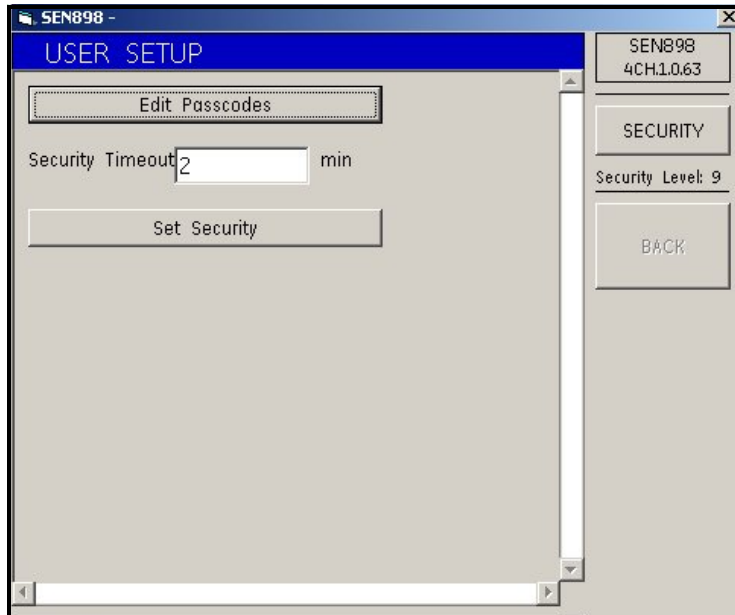 SEN898 -
USER SETUP
Edit Passcodes
Security Timeout 2 min
Set Security
SEN898
4CH.1.0.63
SECURITY
Security Level: 9
BACK